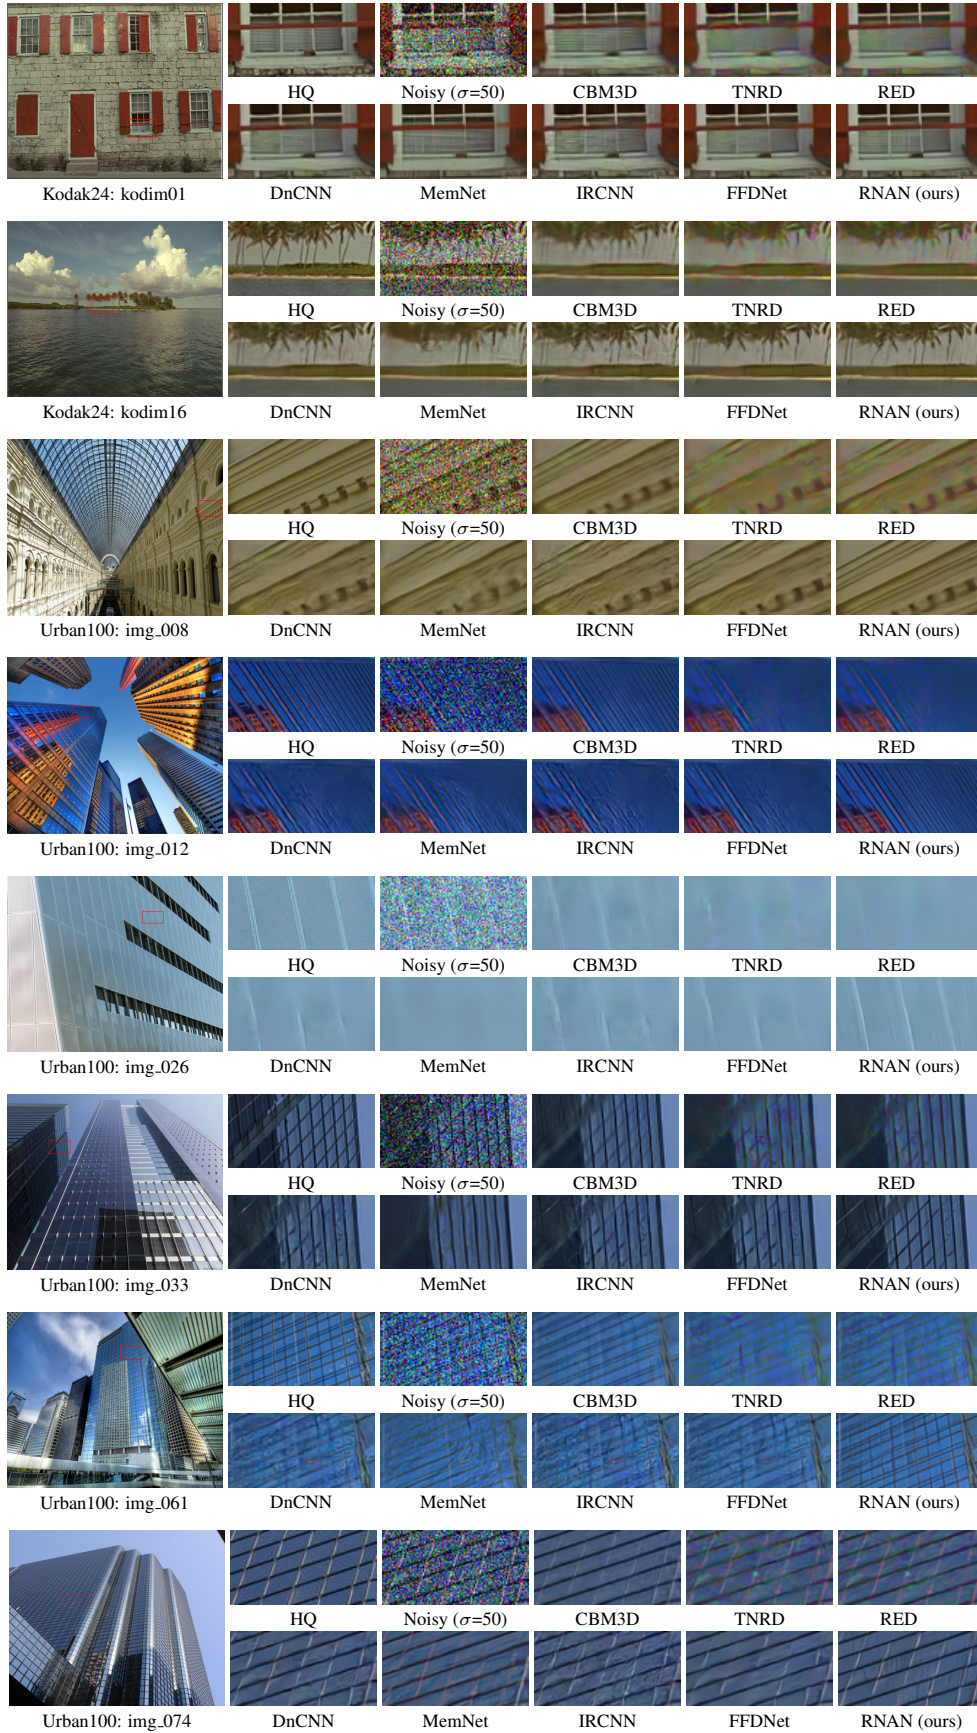 HQ Noisy (σ=50) CBM3D TNRD RED
DnCNN MemNet IRCNN FFDNet RNAN (ours)
Kodak24: kodim01
HQ Noisy (σ=50) CBM3D TNRD RED
DnCNN MemNet IRCNN FFDNet RNAN (ours)
Kodak24: kodim16
HQ Noisy (σ=50) CBM3D TNRD RED
DnCNN MemNet IRCNN FFDNet RNAN (ours)
Urban100: img_008
HQ Noisy (σ=50) CBM3D TNRD RED
DnCNN MemNet IRCNN FFDNet RNAN (ours)
Urban100: img_012
HQ Noisy (σ=50) CBM3D TNRD RED
DnCNN MemNet IRCNN FFDNet RNAN (ours)
Urban100: img_026
HQ Noisy (σ=50) CBM3D TNRD RED
DnCNN MemNet IRCNN FFDNet RNAN (ours)
Urban100: img_033
HQ Noisy (σ=50) CBM3D TNRD RED
DnCNN MemNet IRCNN FFDNet RNAN (ours)
Urban100: img_061
HQ Noisy (σ=50) CBM3D TNRD RED
DnCNN MemNet IRCNN FFDNet RNAN (ours)
Urban100: img_074